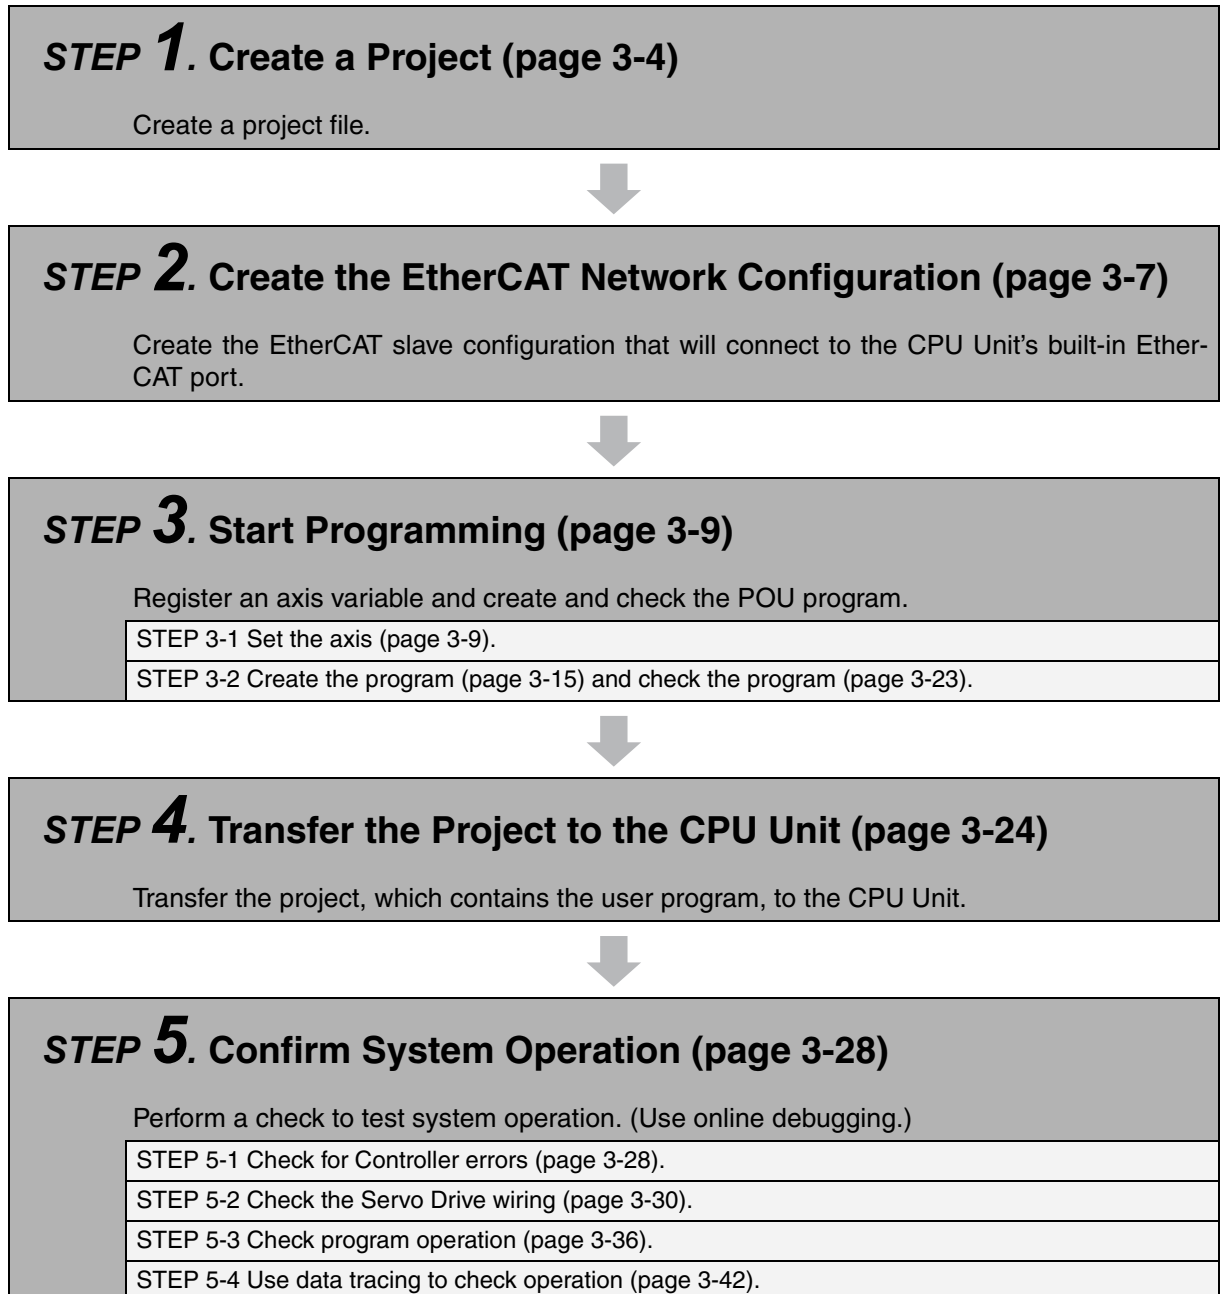 STEP 1. Create a Project (page 3-4)
Create a project file.
STEP 2. Create the EtherCAT Network Configuration (page 3-7)
Create the EtherCAT slave configuration that will connect to the CPU Unit’s built-in Ether-
CAT port.
STEP 3. Start Programming (page 3-9)
Register an axis variable and create and check the POU program.
STEP 3-1 Set the axis (page 3-9).
STEP 3-2 Create the program (page 3-15) and check the program (page 3-23).
STEP 4. Transfer the Project to the CPU Unit (page 3-24)
Transfer the project, which contains the user program, to the CPU Unit.
STEP 5. Confirm System Operation (page 3-28)
Perform a check to test system operation. (Use online debugging.)
STEP 5-1 Check for Controller errors (page 3-28).
STEP 5-2 Check the Servo Drive wiring (page 3-30).
STEP 5-3 Check program operation (page 3-36).
STEP 5-4 Use data tracing to check operation (page 3-42).